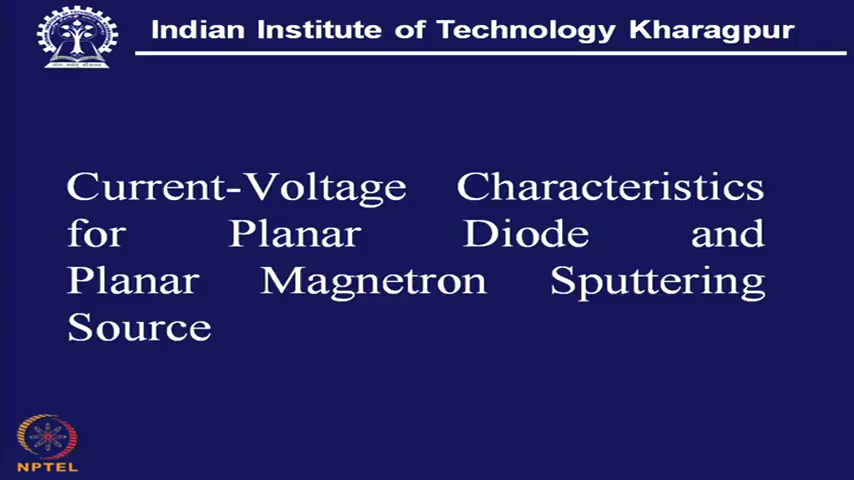 Indian Institute of Technology Kharagpur
Current-Voltage Characteristics
for Planar Diode and
Planar Magnetron Sputtering
Source
NPTEL